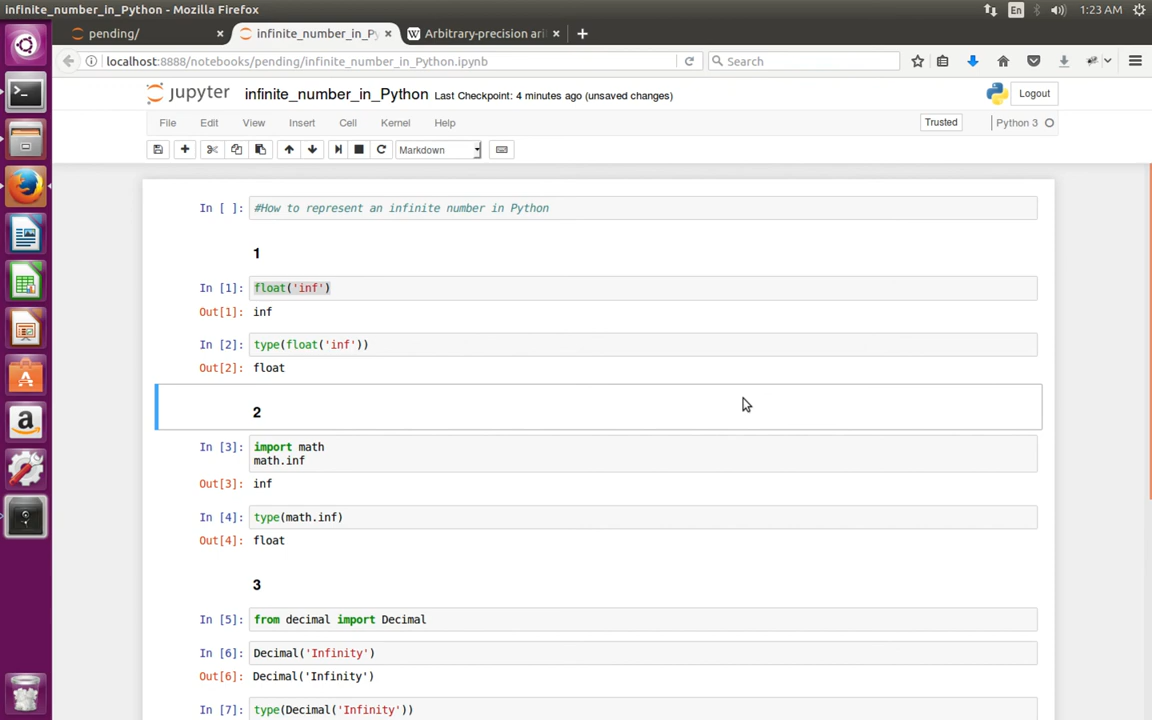 infinite_number_in_Python - Mozilla Firefox
En
1:23 AM
pending/
infinite_number_in_Py
Arbitrary-precision ari
localhost:8888/notebooks/pending/infinite_number_in_Python.ipynb
Search
jupyter
infinite_number_in_Python Last Checkpoint: 4 minutes ago (unsaved changes)
Logout
File Edit View Insert Cell Kernel Help
Trusted
Python 3
Markdown
In [ ]: #How to represent an infinite number in Python
1
In [1]: float('inf')
Out[1]: inf
In [2]: type(float('inf'))
Out[2]: float
2
In [3]: import math
math.inf
Out[3]: inf
In [4]: type(math.inf)
Out[4]: float
3
In [5]: from decimal import Decimal
In [6]: Decimal('Infinity')
Out[6]: Decimal('Infinity')
In [7]: type(Decimal('Infinity'))